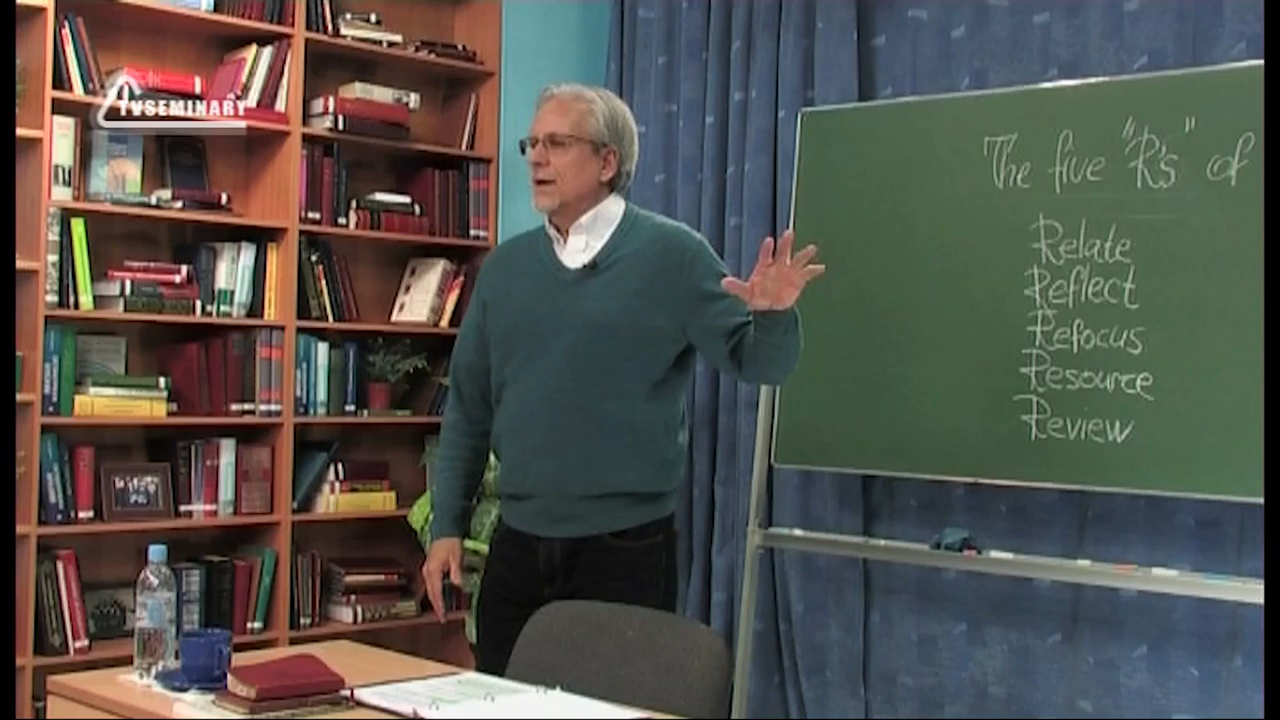 TVSEMINARY
The five "R's" of
Relate
Reflect
Refocus
Resource
Review